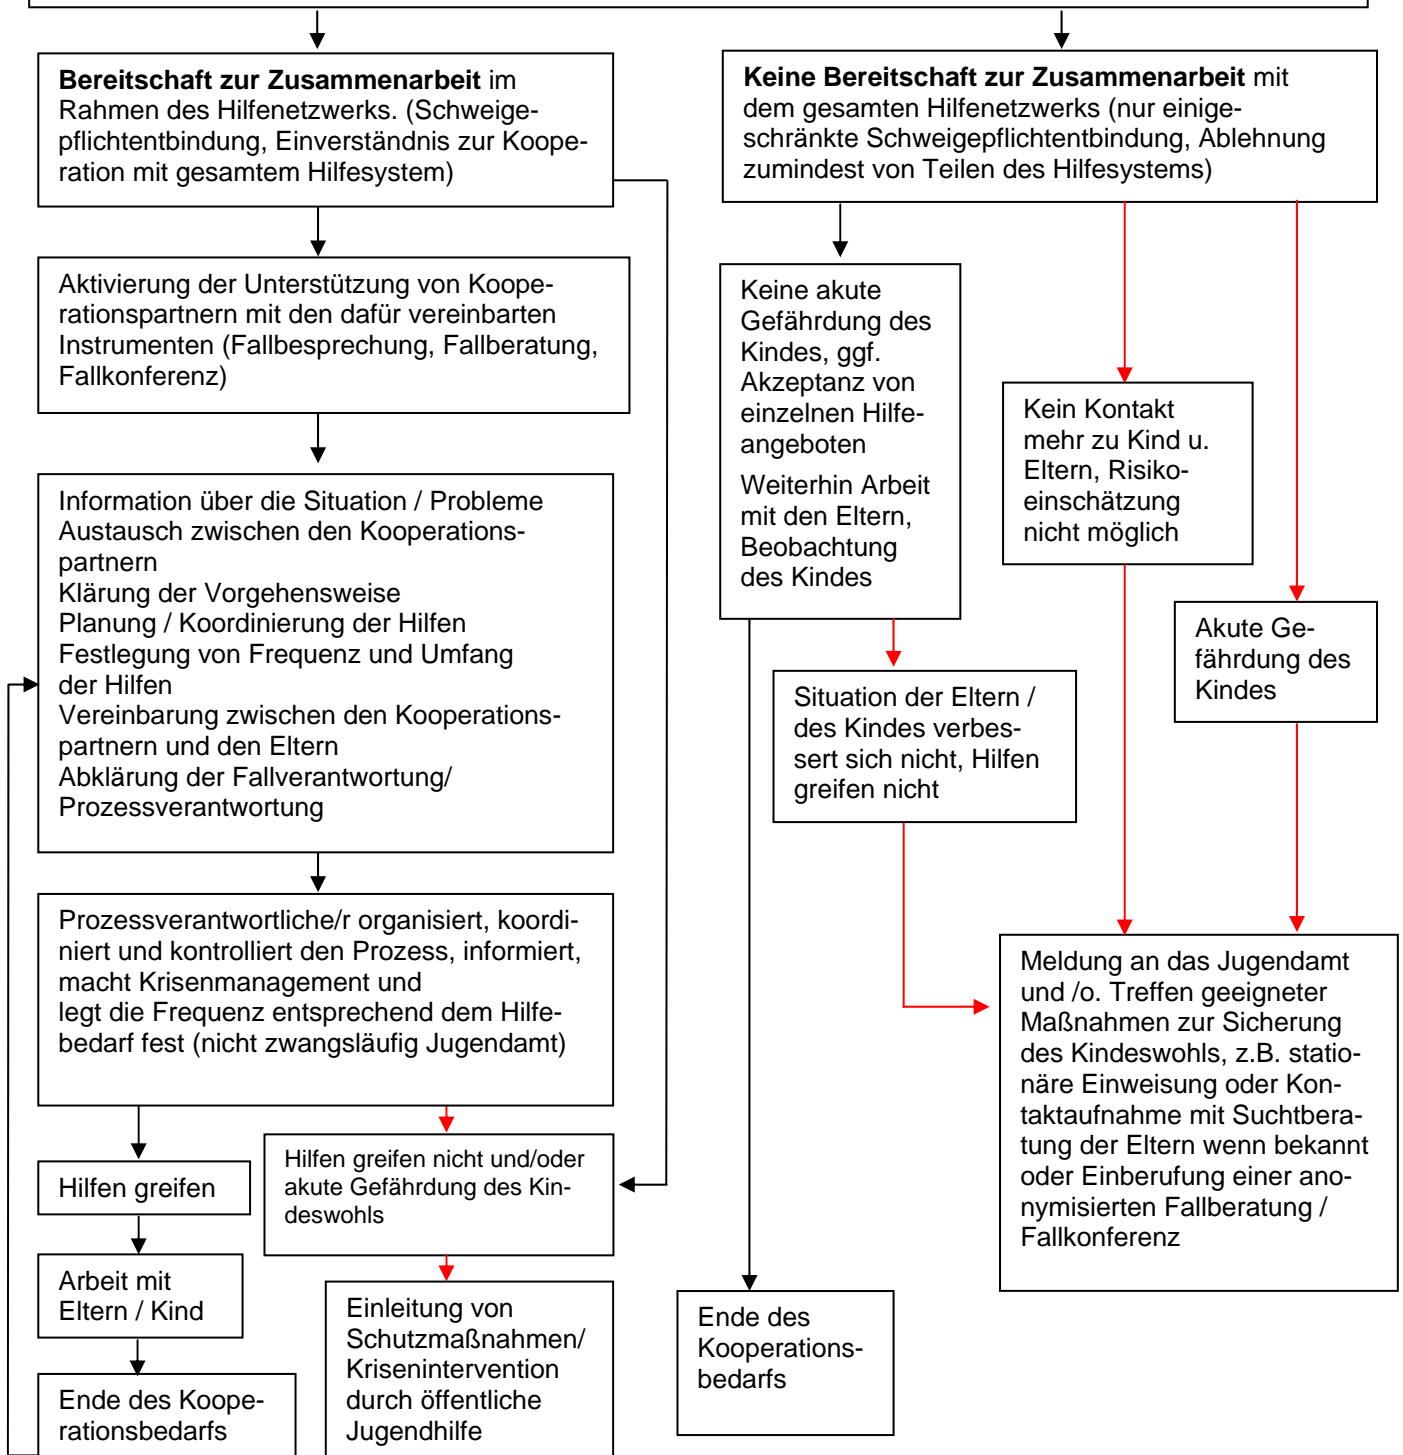 Bereitschaft zur Zusammenarbeit im
Rahmen des Hilfenetzwerks. (Schweige-
pflichtentbindung, Einverständnis zur Koope-
ration mit gesamtem Hilfesystem)
Keine Bereitschaft zur Zusammenarbeit mit
dem gesamten Hilfenetzwerks (nur einige-
schränkte Schweigepflichtentbindung, Ablehnung
zumindest von Teilen des Hilfesystems)
Aktivierung der Unterstützung von Koope-
rationspartnern mit den dafür vereinbarten
Instrumenten (Fallbesprechung, Fallberatung,
Fallkonferenz)
Keine akute
Gefährdung des
Kindes, ggf.
Akzeptanz von
einzelnen Hilfe-
angeboten
Weiterhin Arbeit
mit den Eltern,
Beobachtung
des Kindes
Kein Kontakt
mehr zu Kind u.
Eltern, Risiko-
einschätzung
nicht möglich
Akute Ge-
fährdung des
Kindes
Information über die Situation / Probleme
Austausch zwischen den Kooperations-
partnern
Klärung der Vorgehensweise
Planung / Koordinierung der Hilfen
Festlegung von Frequenz und Umfang
der Hilfen
Vereinbarung zwischen den Kooperations-
partnern und den Eltern
Abklärung der Fallverantwortung/
Prozessverantwortung
Situation der Eltern /
des Kindes verbes-
sert sich nicht, Hilfen
greifen nicht
Prozessverantwortliche/r organisiert, koordi-
niert und kontrolliert den Prozess, informiert,
macht Krisenmanagement und
legt die Frequenz entsprechend dem Hilfe-
bedarf fest (nicht zwangsläufig Jugendamt)
Meldung an das Jugendamt
und /o. Treffen geeigneter
Maßnahmen zur Sicherung
des Kindeswohls, z.B. statio-
näre Einweisung oder Kon-
taktaufnahme mit Suchtbera-
tung der Eltern wenn bekannt
oder Einberufung einer ano-
nymisierten Fallberatung /
Fallkonferenz
Hilfen greifen
Hilfen greifen nicht und/oder
akute Gefährdung des Kin-
deswohls
Arbeit mit
Eltern / Kind
Einleitung von
Schutzmaßnahmen/
Krisenintervention
durch öffentliche
Jugendhilfe
Ende des
Kooperations-
bedarfs
Ende des Koope-
rationsbedarfs